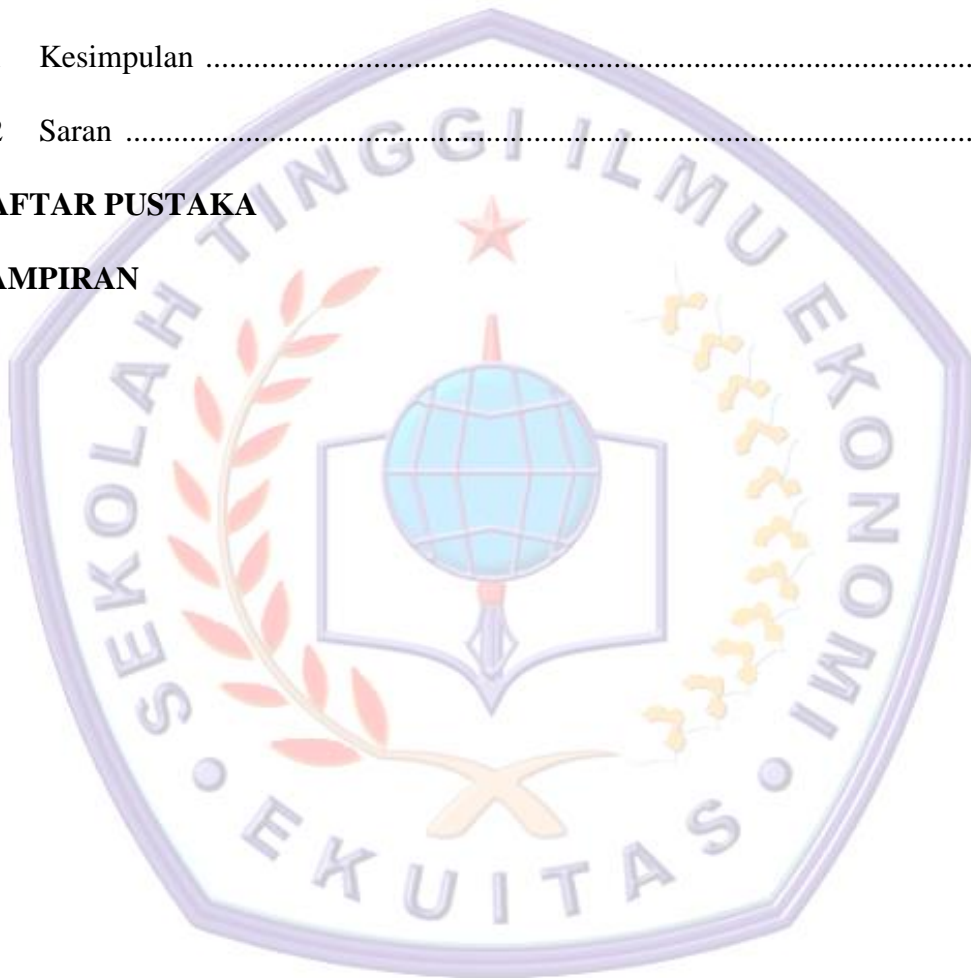 Kesimpulan ..............................................................................................
2 Saran ........................................................................................................
AFTAR PUSTAKA
AMPIRAN
SEKOLAH TINGGI ILMU EKONOMI
• EKUITAS •